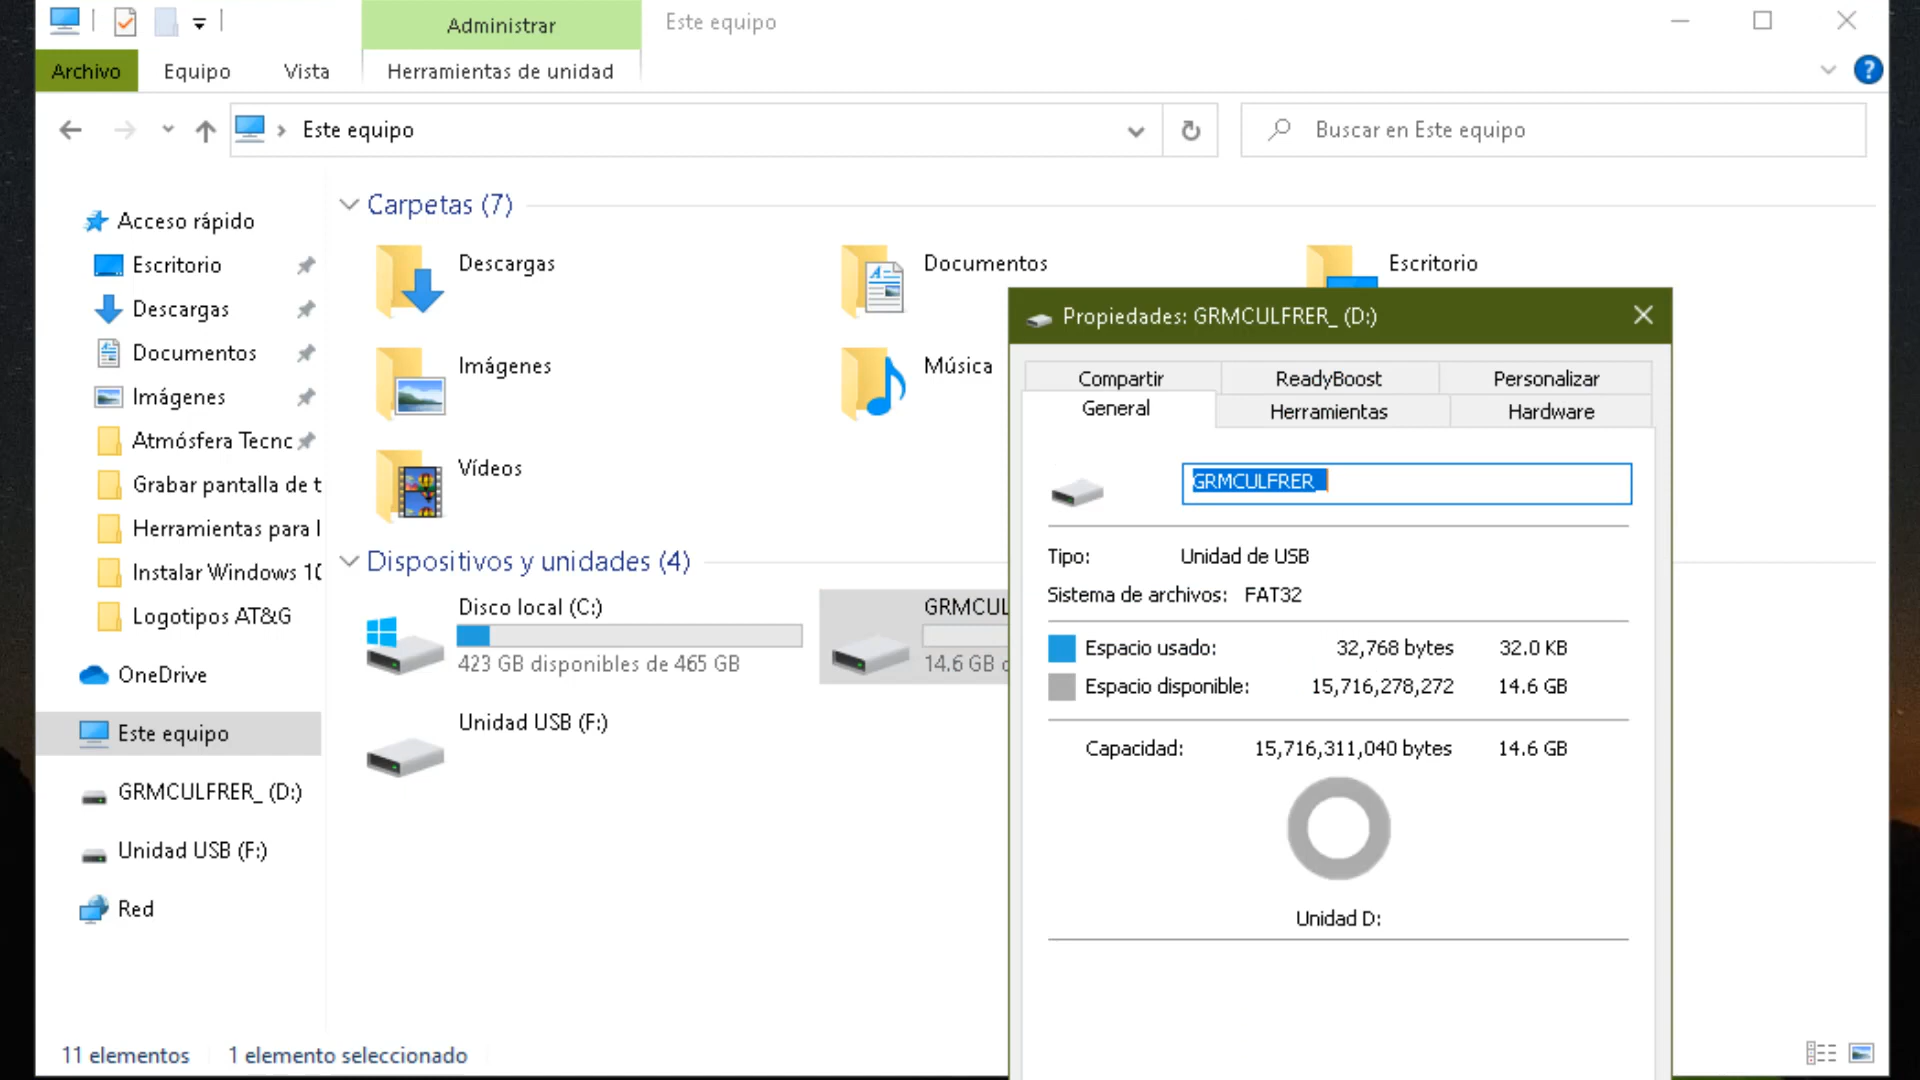 Administrar
Este equipo
Archivo
Equipo
Vista
Herramientas de unidad
?
Este equipo
Buscar en Este equipo
Acceso rápido
Escritorio
Descargas
Documentos
Imágenes
Atmósfera Tecnc
Grabar pantalla de t
Herramientas para l
Instalar Windows 10
Logotipos AT&G
OneDrive
Este equipo
GRMCULFRER_ (D:)
Unidad USB (F:)
Red
Carpetas (7)
Descargas
Documentos
Escritorio
Imágenes
Música
Vídeos
Dispositivos y unidades (4)
Disco local (C:)
423 GB disponibles de 465 GB
GRMCUL
14.6 GB
Unidad USB (F:)
Propiedades: GRMCULFRER_ (D:)
Compartir
ReadyBoost
Personalizar
General
Herramientas
Hardware
GRMCULFRER_
Tipo: Unidad de USB
Sistema de archivos: FAT32
Espacio usado: 32,768 bytes 32.0 KB
Espacio disponible: 15,716,278,272 14.6 GB
Capacidad: 15,716,311,040 bytes 14.6 GB
Unidad D:
11 elementos
1 elemento seleccionado